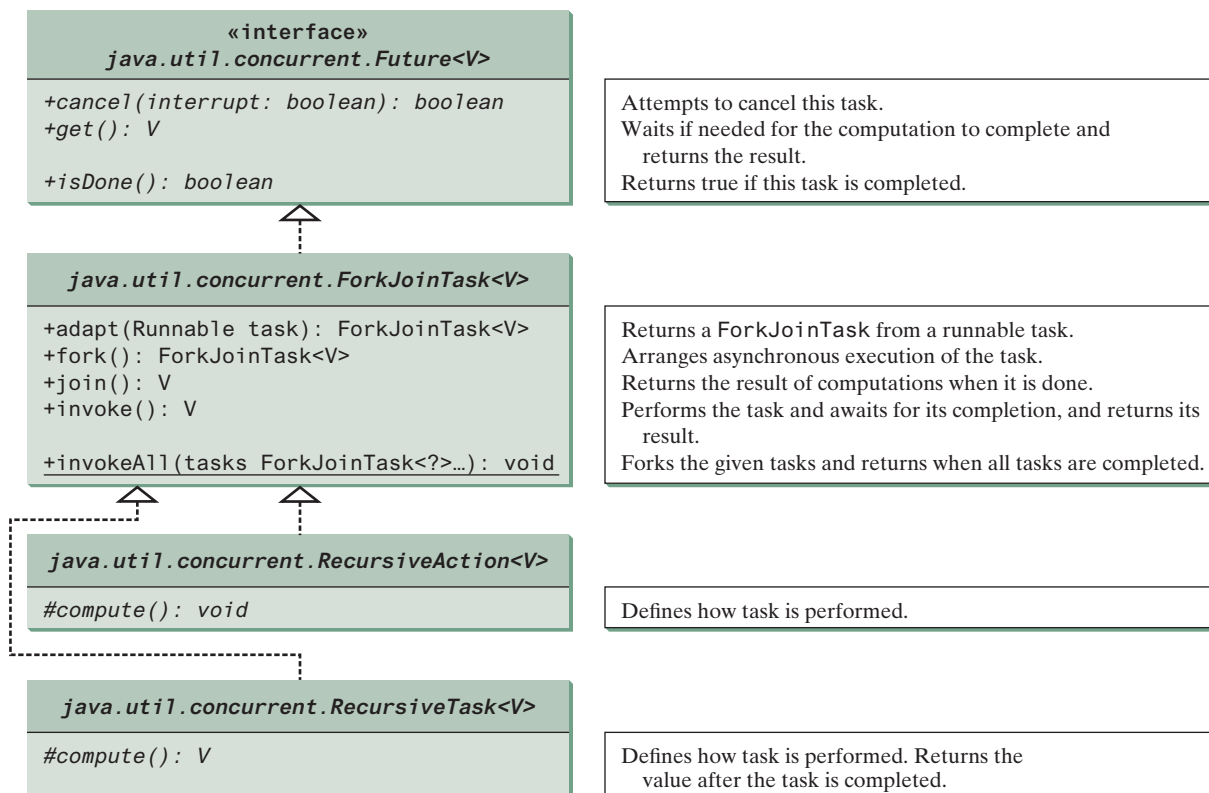 «interface»
java.util.concurrent.Future<V>
+cancel(interrupt: boolean): boolean
+get(): V
+isDone(): boolean
Attempts to cancel this task.
Waits if needed for the computation to complete and
returns the result.
Returns true if this task is completed.
java.util.concurrent.ForkJoinTask<V>
+adapt(Runnable task): ForkJoinTask<V>
+fork(): ForkJoinTask<V>
+join(): V
+invoke(): V
+invokeAll(tasks ForkJoinTask<?>…): void
Returns a ForkJoinTask from a runnable task.
Arranges asynchronous execution of the task.
Returns the result of computations when it is done.
Performs the task and awaits for its completion, and returns its
result.
Forks the given tasks and returns when all tasks are completed.
java.util.concurrent.RecursiveAction<V>
#compute(): void
Defines how task is performed.
java.util.concurrent.RecursiveTask<V>
#compute(): V
Defines how task is performed. Returns the
value after the task is completed.